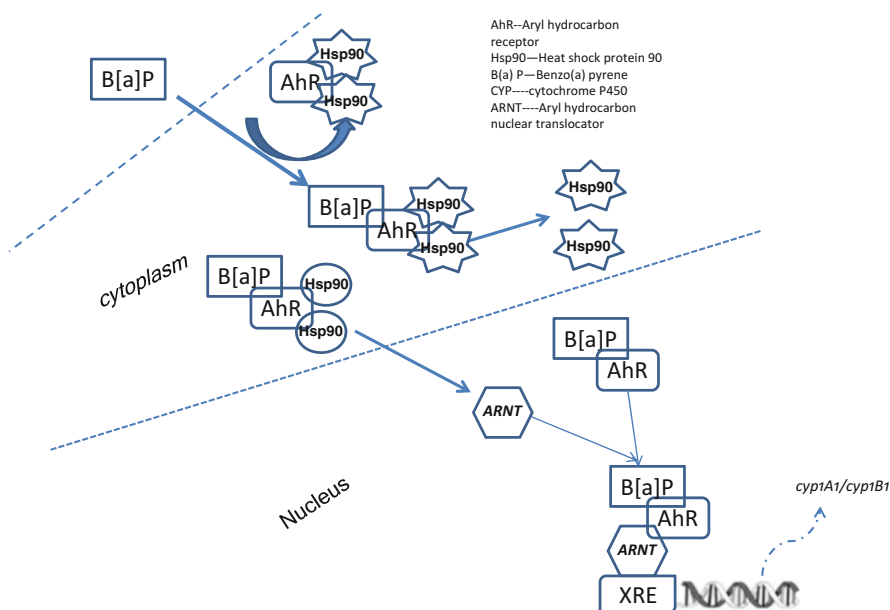 AhR--Aryl hydrocarbon
receptor
Hsp90—Heat shock protein 90
B(a) P—Benzo(a) pyrene
CYP----cytochrome P450
ARNT----Aryl hydrocarbon
nuclear translocator
B[a]P
Hsp90
AhR
Hsp90
B[a]P
Hsp90
AhR
Hsp90
Hsp90
Hsp90
cytoplasm
B[a]P
Hsp90
AhR
Hsp90
B[a]P
AhR
ARNT
Nucleus
B[a]P
AhR
ARNT
XRE
cyp1A1/cyp1B1